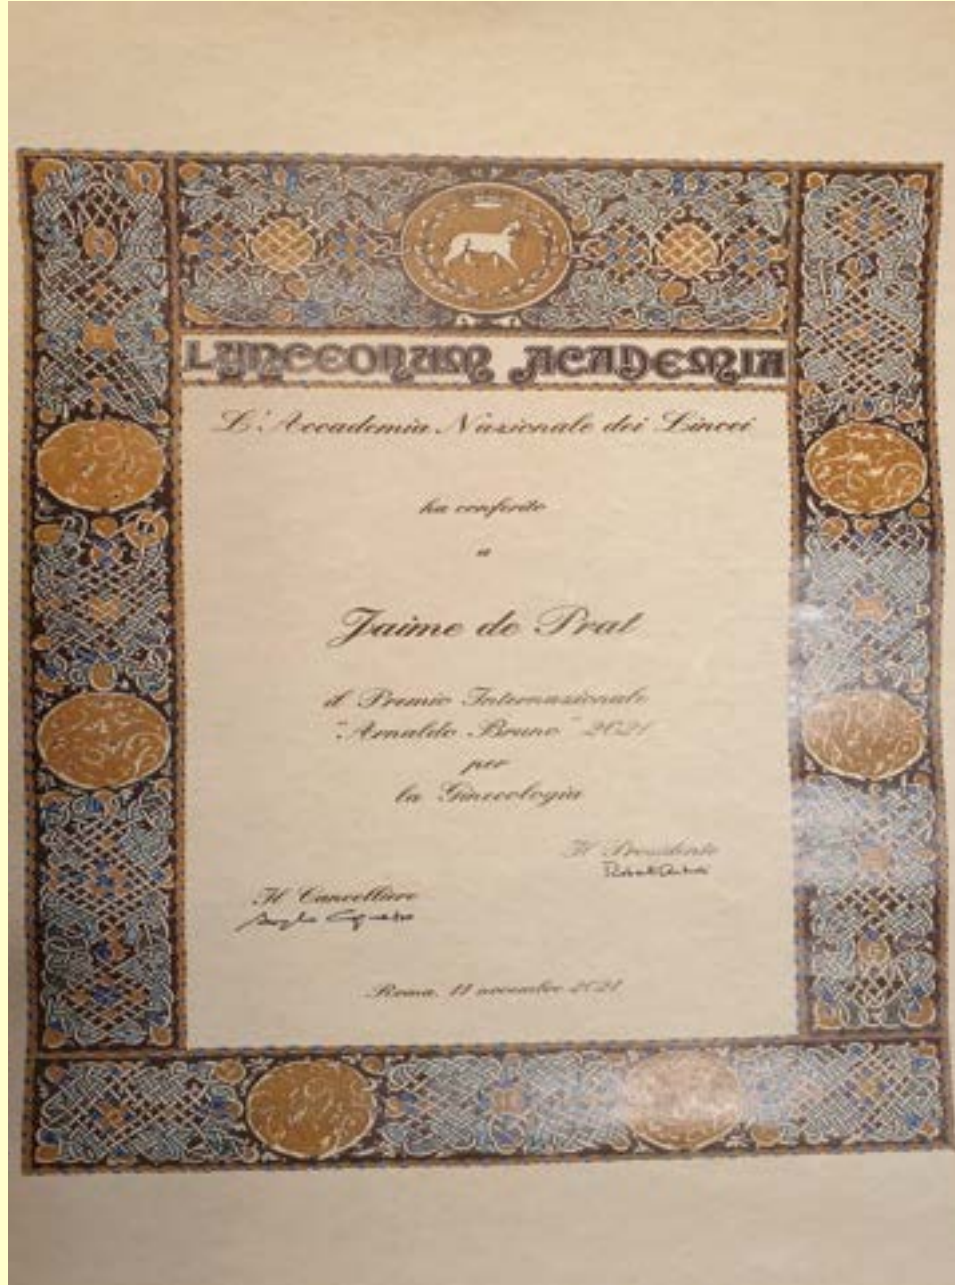 LYNCEORUM ACADEMIA
L'Accademia Nazionale dei Lincei
ha conferito
a
Jaime de Prat
il Premio Internazionale
"Arnaldo Bruno" 2021
per
la Ginecologia
Il Presidente
Il Cancelliere
Roma, 11 novembre 2021